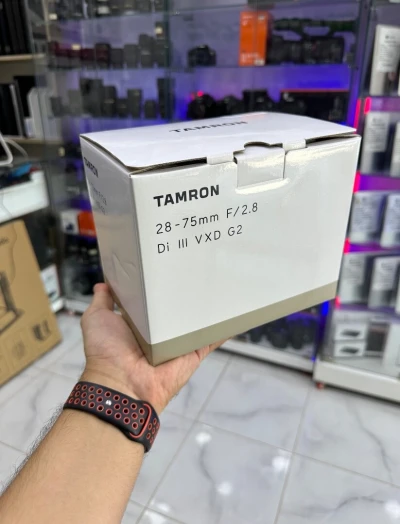 TAMRON
TAMRON
28-75mm F/2.8
Di III VXD G2